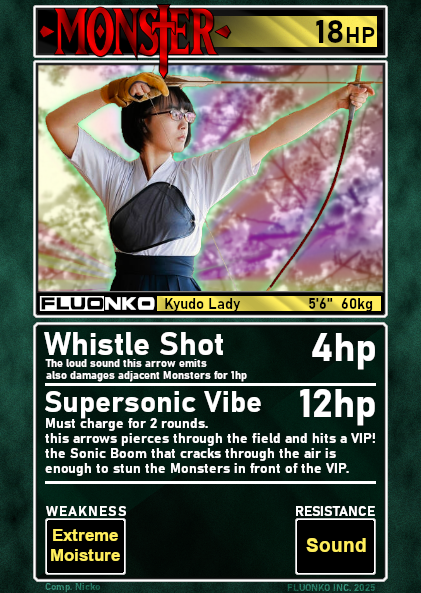 MONSTER
18HP
FLUONKO Kyudo Lady 5'6" 60kg
Whistle Shot 4hp
The loud sound this arrow emits
also damages adjacent Monsters for 1hp
Supersonic Vibe 12hp
Must charge for 2 rounds.
this arrows pierces through the field and hits a VIP!
the Sonic Boom that cracks through the air is
enough to stun the Monsters in front of the VIP.
WEAKNESS RESISTANCE
Extreme
Moisture
Sound
Comp. Nicko FLUONKO INC. 2025